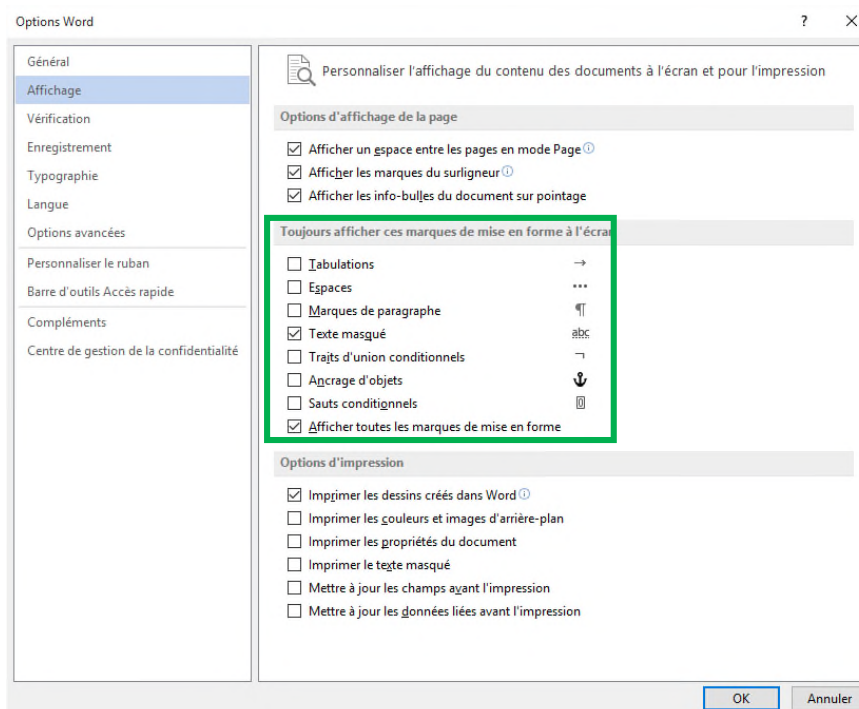 Options Word
?
Général
Affichage
Vérification
Enregistrement
Typographie
Langue
Options avancées
Personnaliser le ruban
Barre d'outils Accès rapide
Compléments
Centre de gestion de la confidentialité
Personnaliser l'affichage du contenu des documents à l'écran et pour l'impression
Options d'affichage de la page
Afficher un espace entre les pages en mode Page
Afficher les marques du surligneur
Afficher les info-bulles du document sur pointage
Toujours afficher ces marques de mise en forme à l'écran
Tabulations →
Espaces •••
Marques de paragraphe ¶
Texte masqué abc
Traits d'union conditionnels ¬
Ancrage d'objets
Sauts conditionnels
Afficher toutes les marques de mise en forme
Options d'impression
Imprimer les dessins créés dans Word
Imprimer les couleurs et images d'arrière-plan
Imprimer les propriétés du document
Imprimer le texte masqué
Mettre à jour les champs avant l'impression
Mettre à jour les données liées avant l'impression
OK Annuler